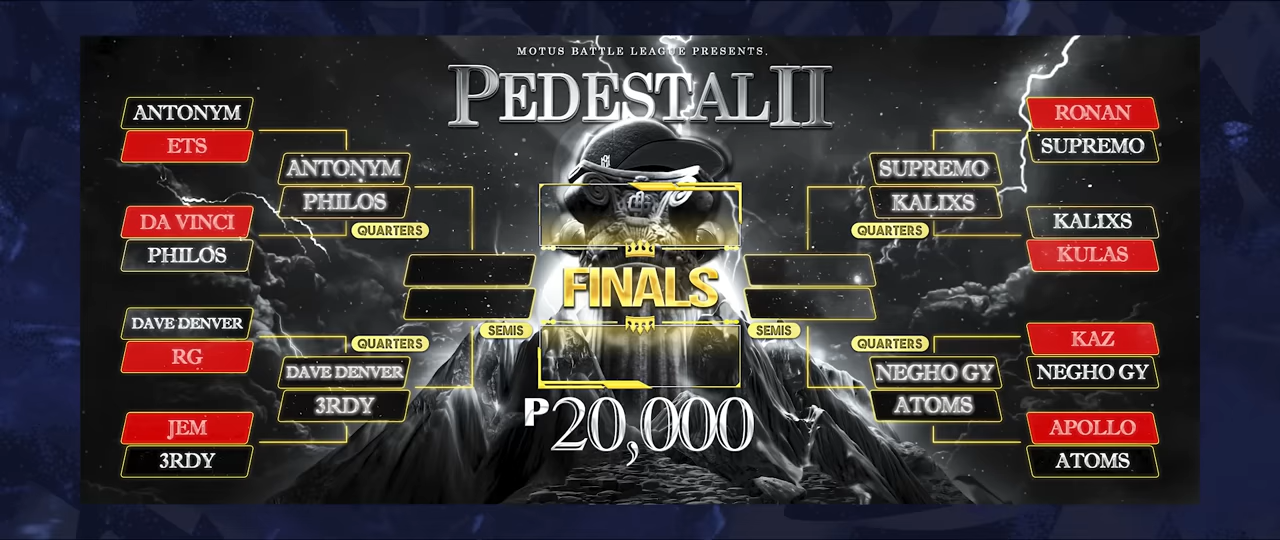 MOTUS BATTLE LEAGUE PRESENTS.
PEDESTAL II
ANTONYM
ETS
DA VINCI
PHILOS
DAVE DENVER
RG
JEM
3RDY
ANTONYM
PHILOS
QUARTERS
QUARTERS
DAVE DENVER
3RDY
SEMIS
FINALS
₱20,000
SEMIS
SUPREMO
KALIXS
QUARTERS
QUARTERS
NEGHO GY
ATOMS
RONAN
SUPREMO
KALIXS
KULAS
KAZ
NEGHO GY
APOLLO
ATOMS